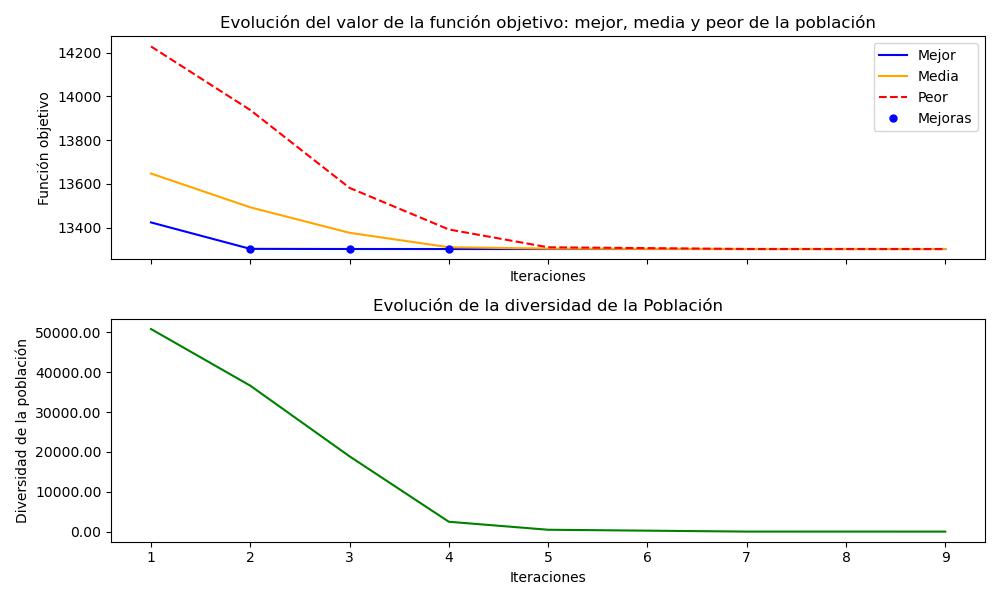 Evolución del valor de la función objetivo: mejor, media y peor de la población
14200
14000
13800
13600
13400
Función objetivo
Mejor
Media
Peor
Mejoras
Iteraciones
Evolución de la diversidad de la Población
50000.00
40000.00
30000.00
20000.00
10000.00
0.00
Diversidad de la población
1 2 3 4 5 6 7 8 9
Iteraciones